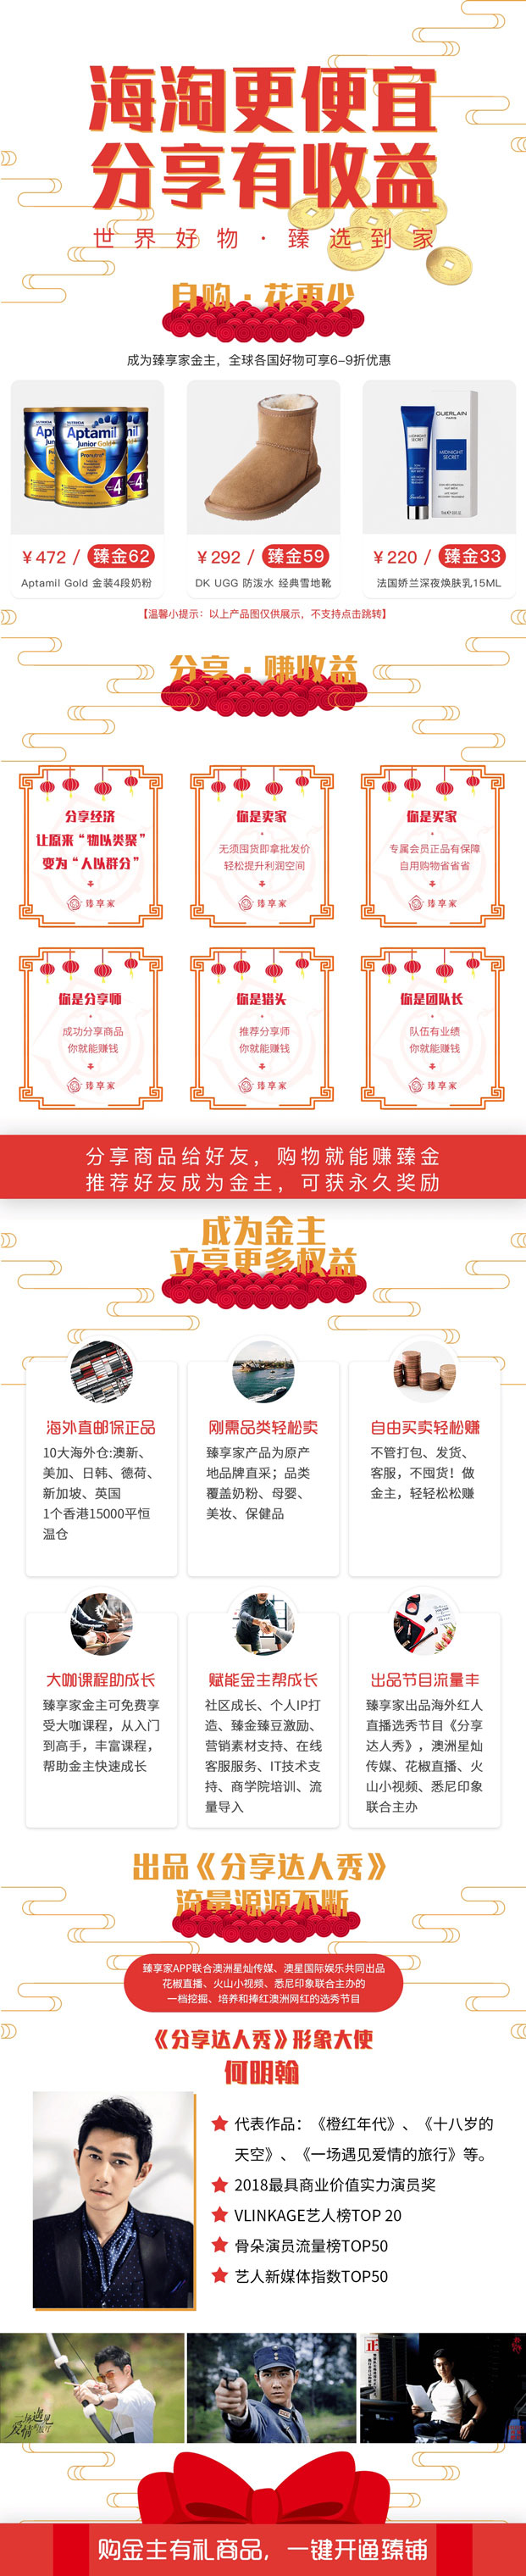 海淘更便宜
分享有收益
世界好物·臻选到家
自购·花更少
成为臻享家金主，全球各国好物可享6-9折优惠
Aptamil
Junior Gold
Pronutra
4
GUERLAIN
MIDNIGHT
SECRET
￥472 / 臻金62
￥292 / 臻金59
￥220 / 臻金33
Aptamil Gold 金装4段奶粉
DK UGG 防泼水 经典雪地靴
法国娇兰深夜焕肤乳15ML
【温馨小提示：以上产品图仅供展示，不支持点击跳转】
分享·赚收益
分享经济
让原来“物以类聚”
变为“人以群分”
臻享家
你是卖家
无须囤货即拿批发价
轻松提升利润空间
臻享家
你是买家
专属会员正品有保障
自用购物省省省
臻享家
你是分享师
成功分享商品
你就能赚钱
臻享家
你是猎头
推荐分享师
你就能赚钱
臻享家
你是团队长
队伍有业绩
你就能赚钱
臻享家
分享商品给好友，购物就能赚臻金
推荐好友成为金主，可获永久奖励
成为金主
立享更多权益
海外直邮保正品
10大海外仓:澳新、
美加、日韩、德荷、
新加坡、英国
1个香港15000平恒
温仓
刚需品类轻松卖
臻享家产品为原产
地品牌直采；品类
覆盖奶粉、母婴、
美妆、保健品
自由买卖轻松赚
不管打包、发货、
客服，不囤货！做
金主，轻轻松松赚
大咖课程助成长
臻享家金主可免费享
受大咖课程，从入门
到高手，丰富课程，
帮助金主快速成长
赋能金主帮成长
社区成长、个人IP打
造、臻金臻豆激励、
营销素材支持、在线
客服服务、IT技术支
持、商学院培训、流
量导入
出品节目流量丰
臻享家出品海外红人
直播选秀节目《分享
达人秀》，澳洲星灿
传媒、花椒直播、火
山小视频、悉尼印象
联合主办
出品《分享达人秀》
流量源源不断
臻享家APP联合澳洲星灿传媒、澳星国际娱乐共同出品
花椒直播、火山小视频、悉尼印象联合主办的
一档挖掘、培养和捧红澳洲网红的选秀节目
《分享达人秀》形象大使
何明翰
代表作品：《橙红年代》、《十八岁的
天空》、《一场遇见爱情的旅行》等。
2018最具商业价值实力演员奖
VLINKAGE艺人榜TOP 20
骨朵演员流量榜TOP50
艺人新媒体指数TOP50
一场遇见
爱情的旅行
正
购金主有礼商品，一键开通臻铺